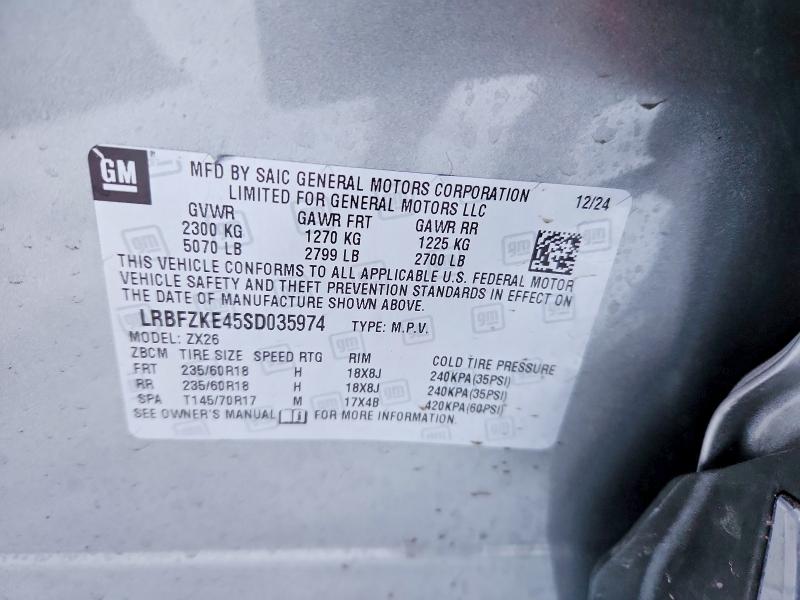 GM
MFD BY SAIC GENERAL MOTORS CORPORATION
LIMITED FOR GENERAL MOTORS LLC
12/24
GVWR GAWR FRT GAWR RR
2300 KG 1270 KG 1225 KG
5070 LB 2799 LB 2700 LB
THIS VEHICLE CONFORMS TO ALL APPLICABLE U.S. FEDERAL MOTOR
VEHICLE SAFETY AND THEFT PREVENTION STANDARDS IN EFFECT ON
THE DATE OF MANUFACTURE SHOWN ABOVE.
LRBFZKE45SD035974 TYPE: M.P.V.
MODEL: ZX26
ZBCM TIRE SIZE SPEED RTG RIM COLD TIRE PRESSURE
FRT 235/60R18 H 18X8J 240KPA(35PSI)
RR 235/60R18 H 18X8J 240KPA(35PSI)
SPA T145/70R17 M 17X4B 420KPA(60PSI)
SEE OWNER'S MANUAL FOR MORE INFORMATION.